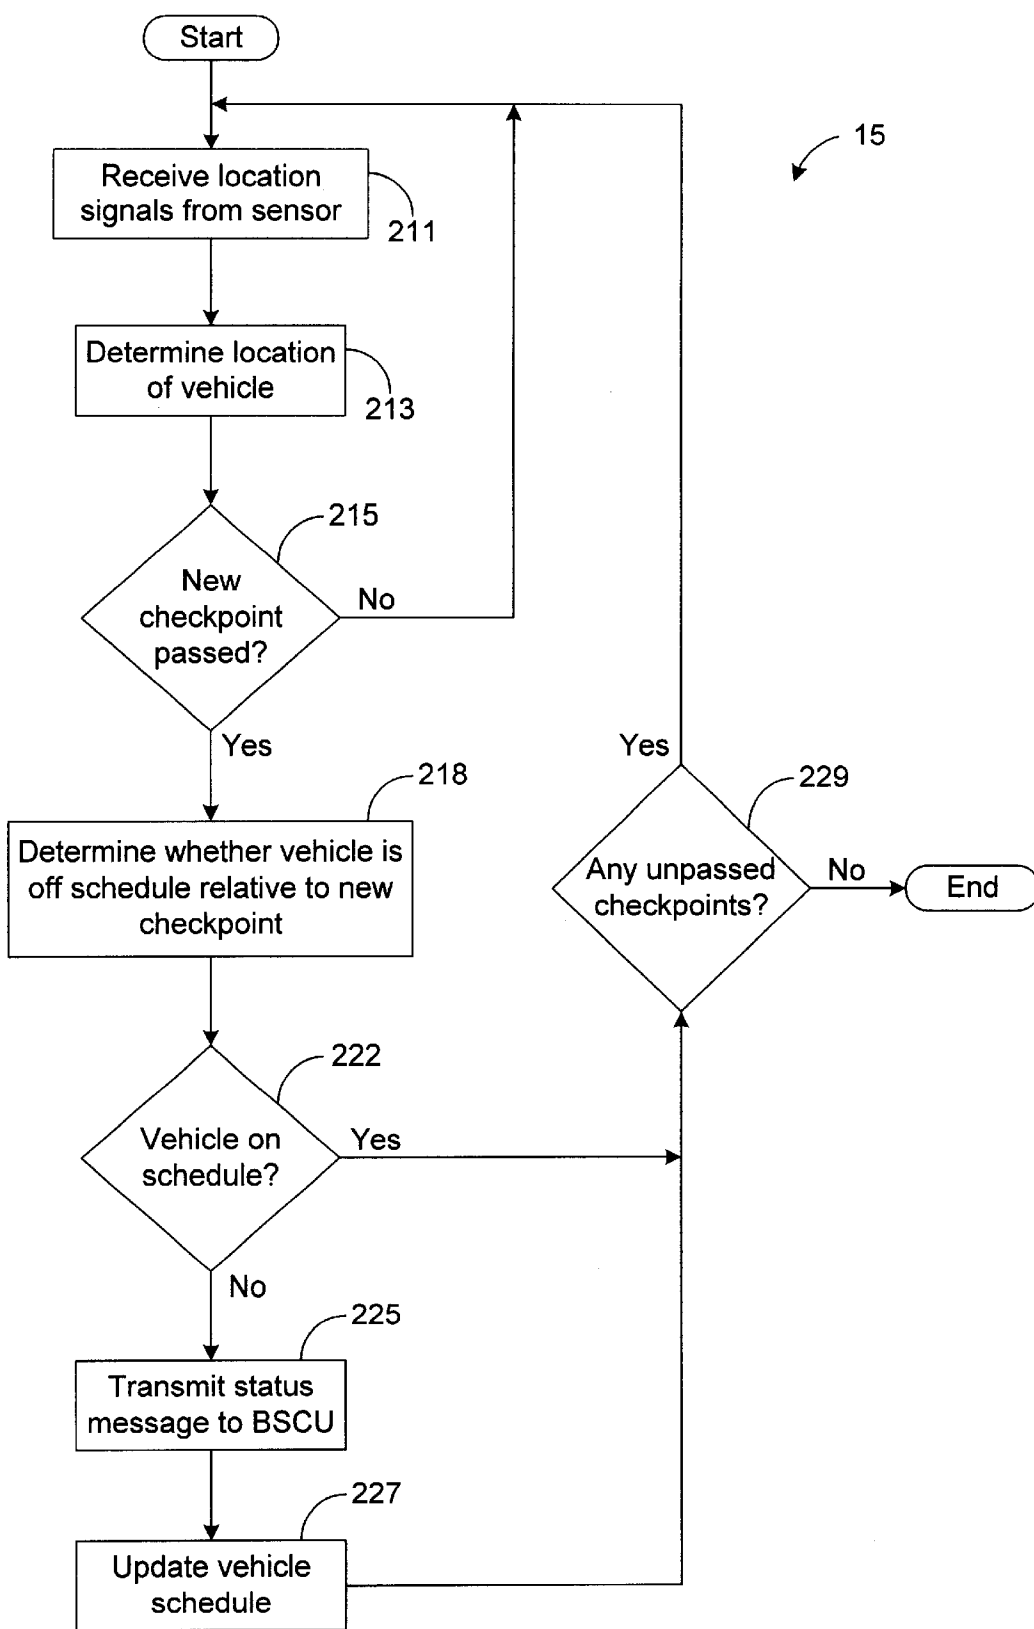 Start
15
Receive location
signals from sensor
211
Determine location
of vehicle
213
215
New
checkpoint
passed?
No
Yes
218
Determine whether vehicle is
off schedule relative to new
checkpoint
222
Vehicle on
schedule?
Yes
No
225
Transmit status
message to BSCU
227
Update vehicle
schedule
Yes
229
Any unpassed
checkpoints?
No
End